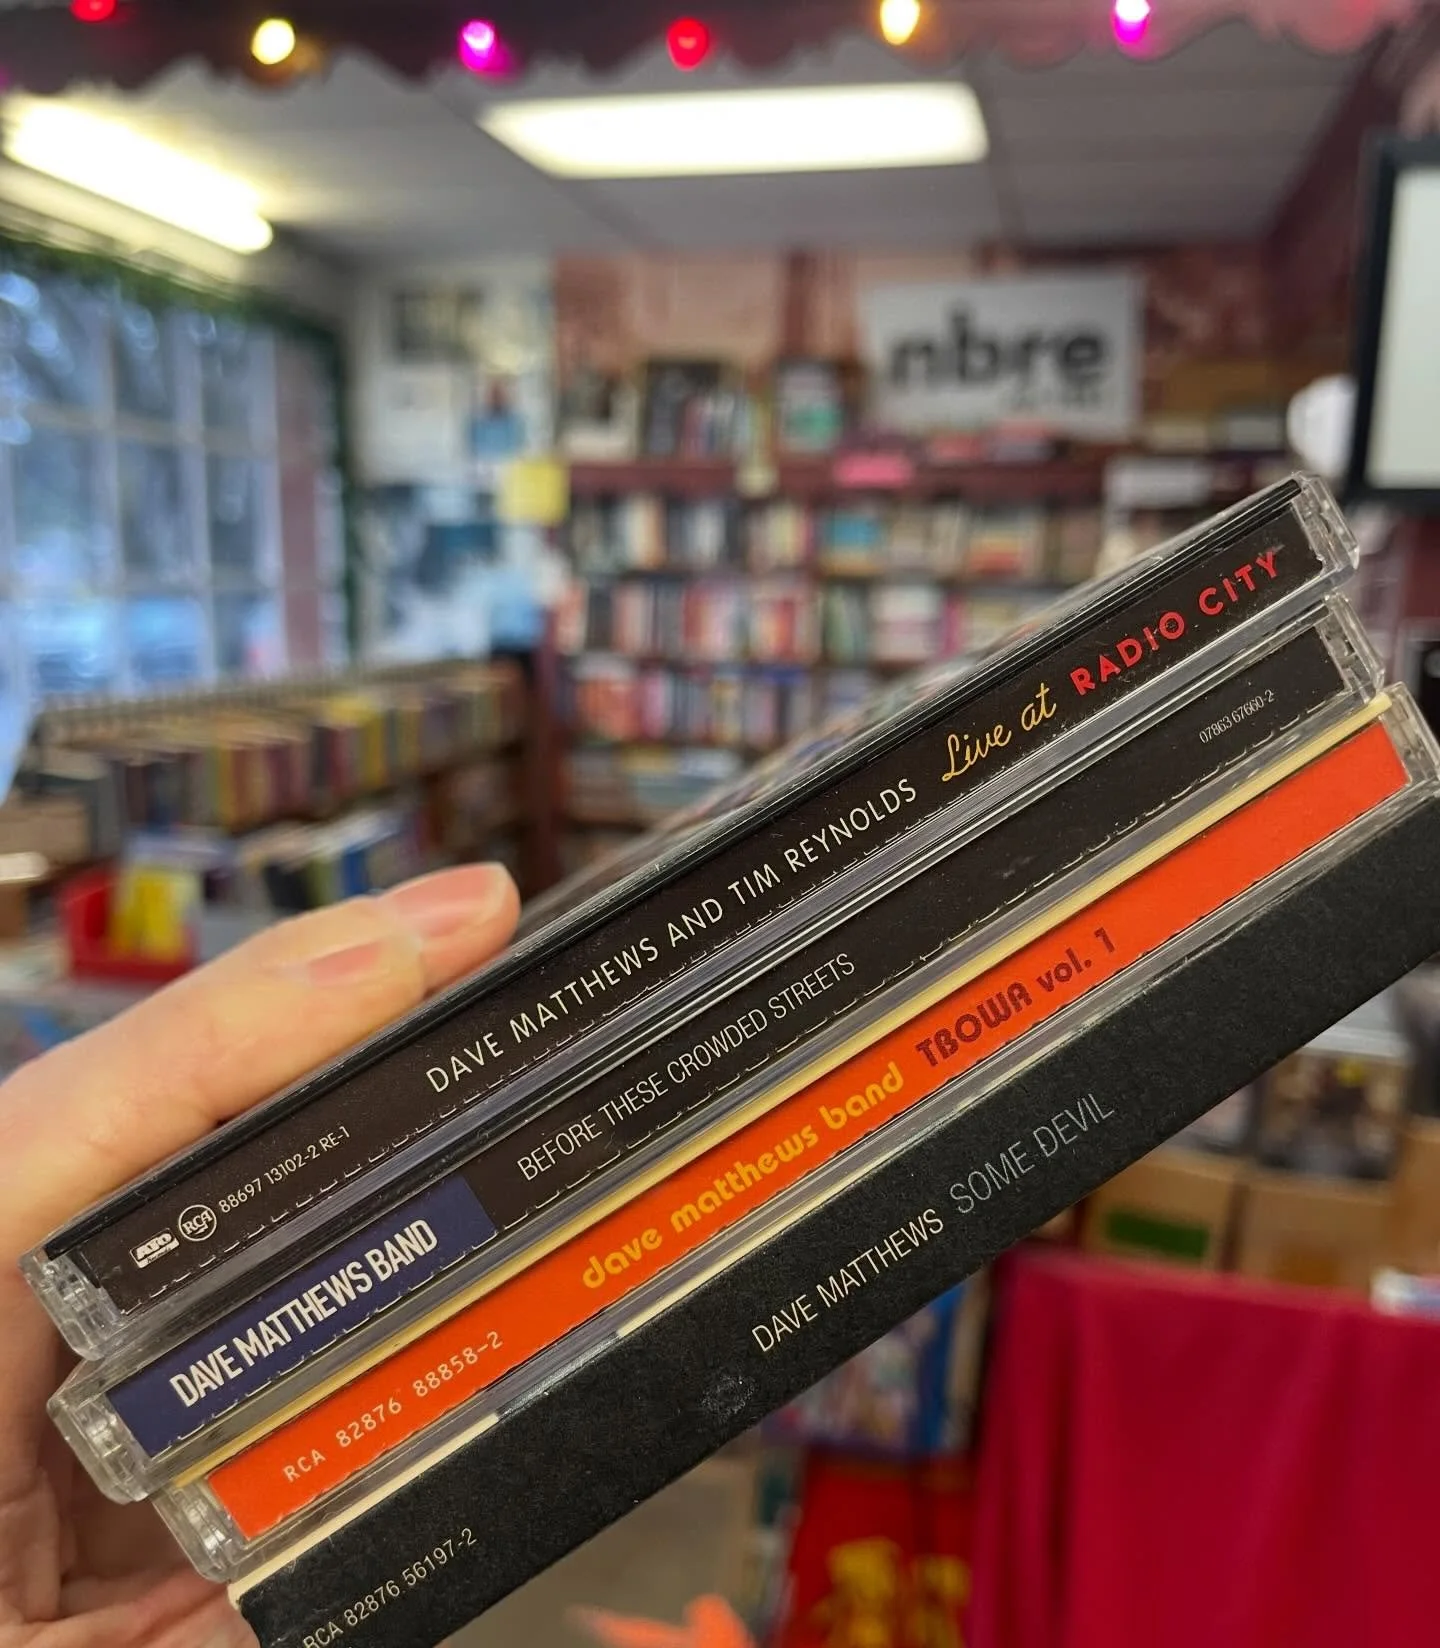 nbre
ATO RCA 88697 13102-2 RE-1 DAVE MATTHEWS AND TIM REYNOLDS Live at RADIO CITY
DAVE MATTHEWS BAND BEFORE THESE CROWDED STREETS 07863 67660-2
RCA 82876 88858-2 dave matthews band TBOWA vol. 1
RCA 82876 56197-2 DAVE MATTHEWS SOME DEVIL